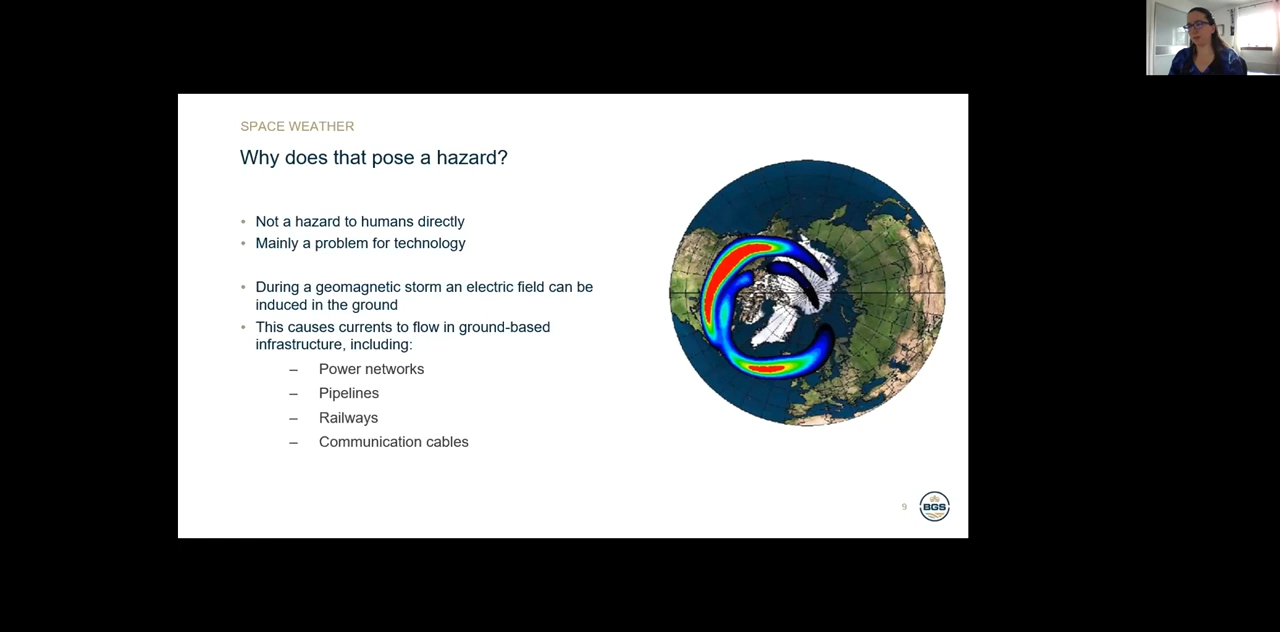 SPACE WEATHER
Why does that pose a hazard?
• Not a hazard to humans directly
• Mainly a problem for technology
• During a geomagnetic storm an electric field can be
induced in the ground
• This causes currents to flow in ground-based
infrastructure, including:
– Power networks
– Pipelines
– Railways
– Communication cables
9
BGS